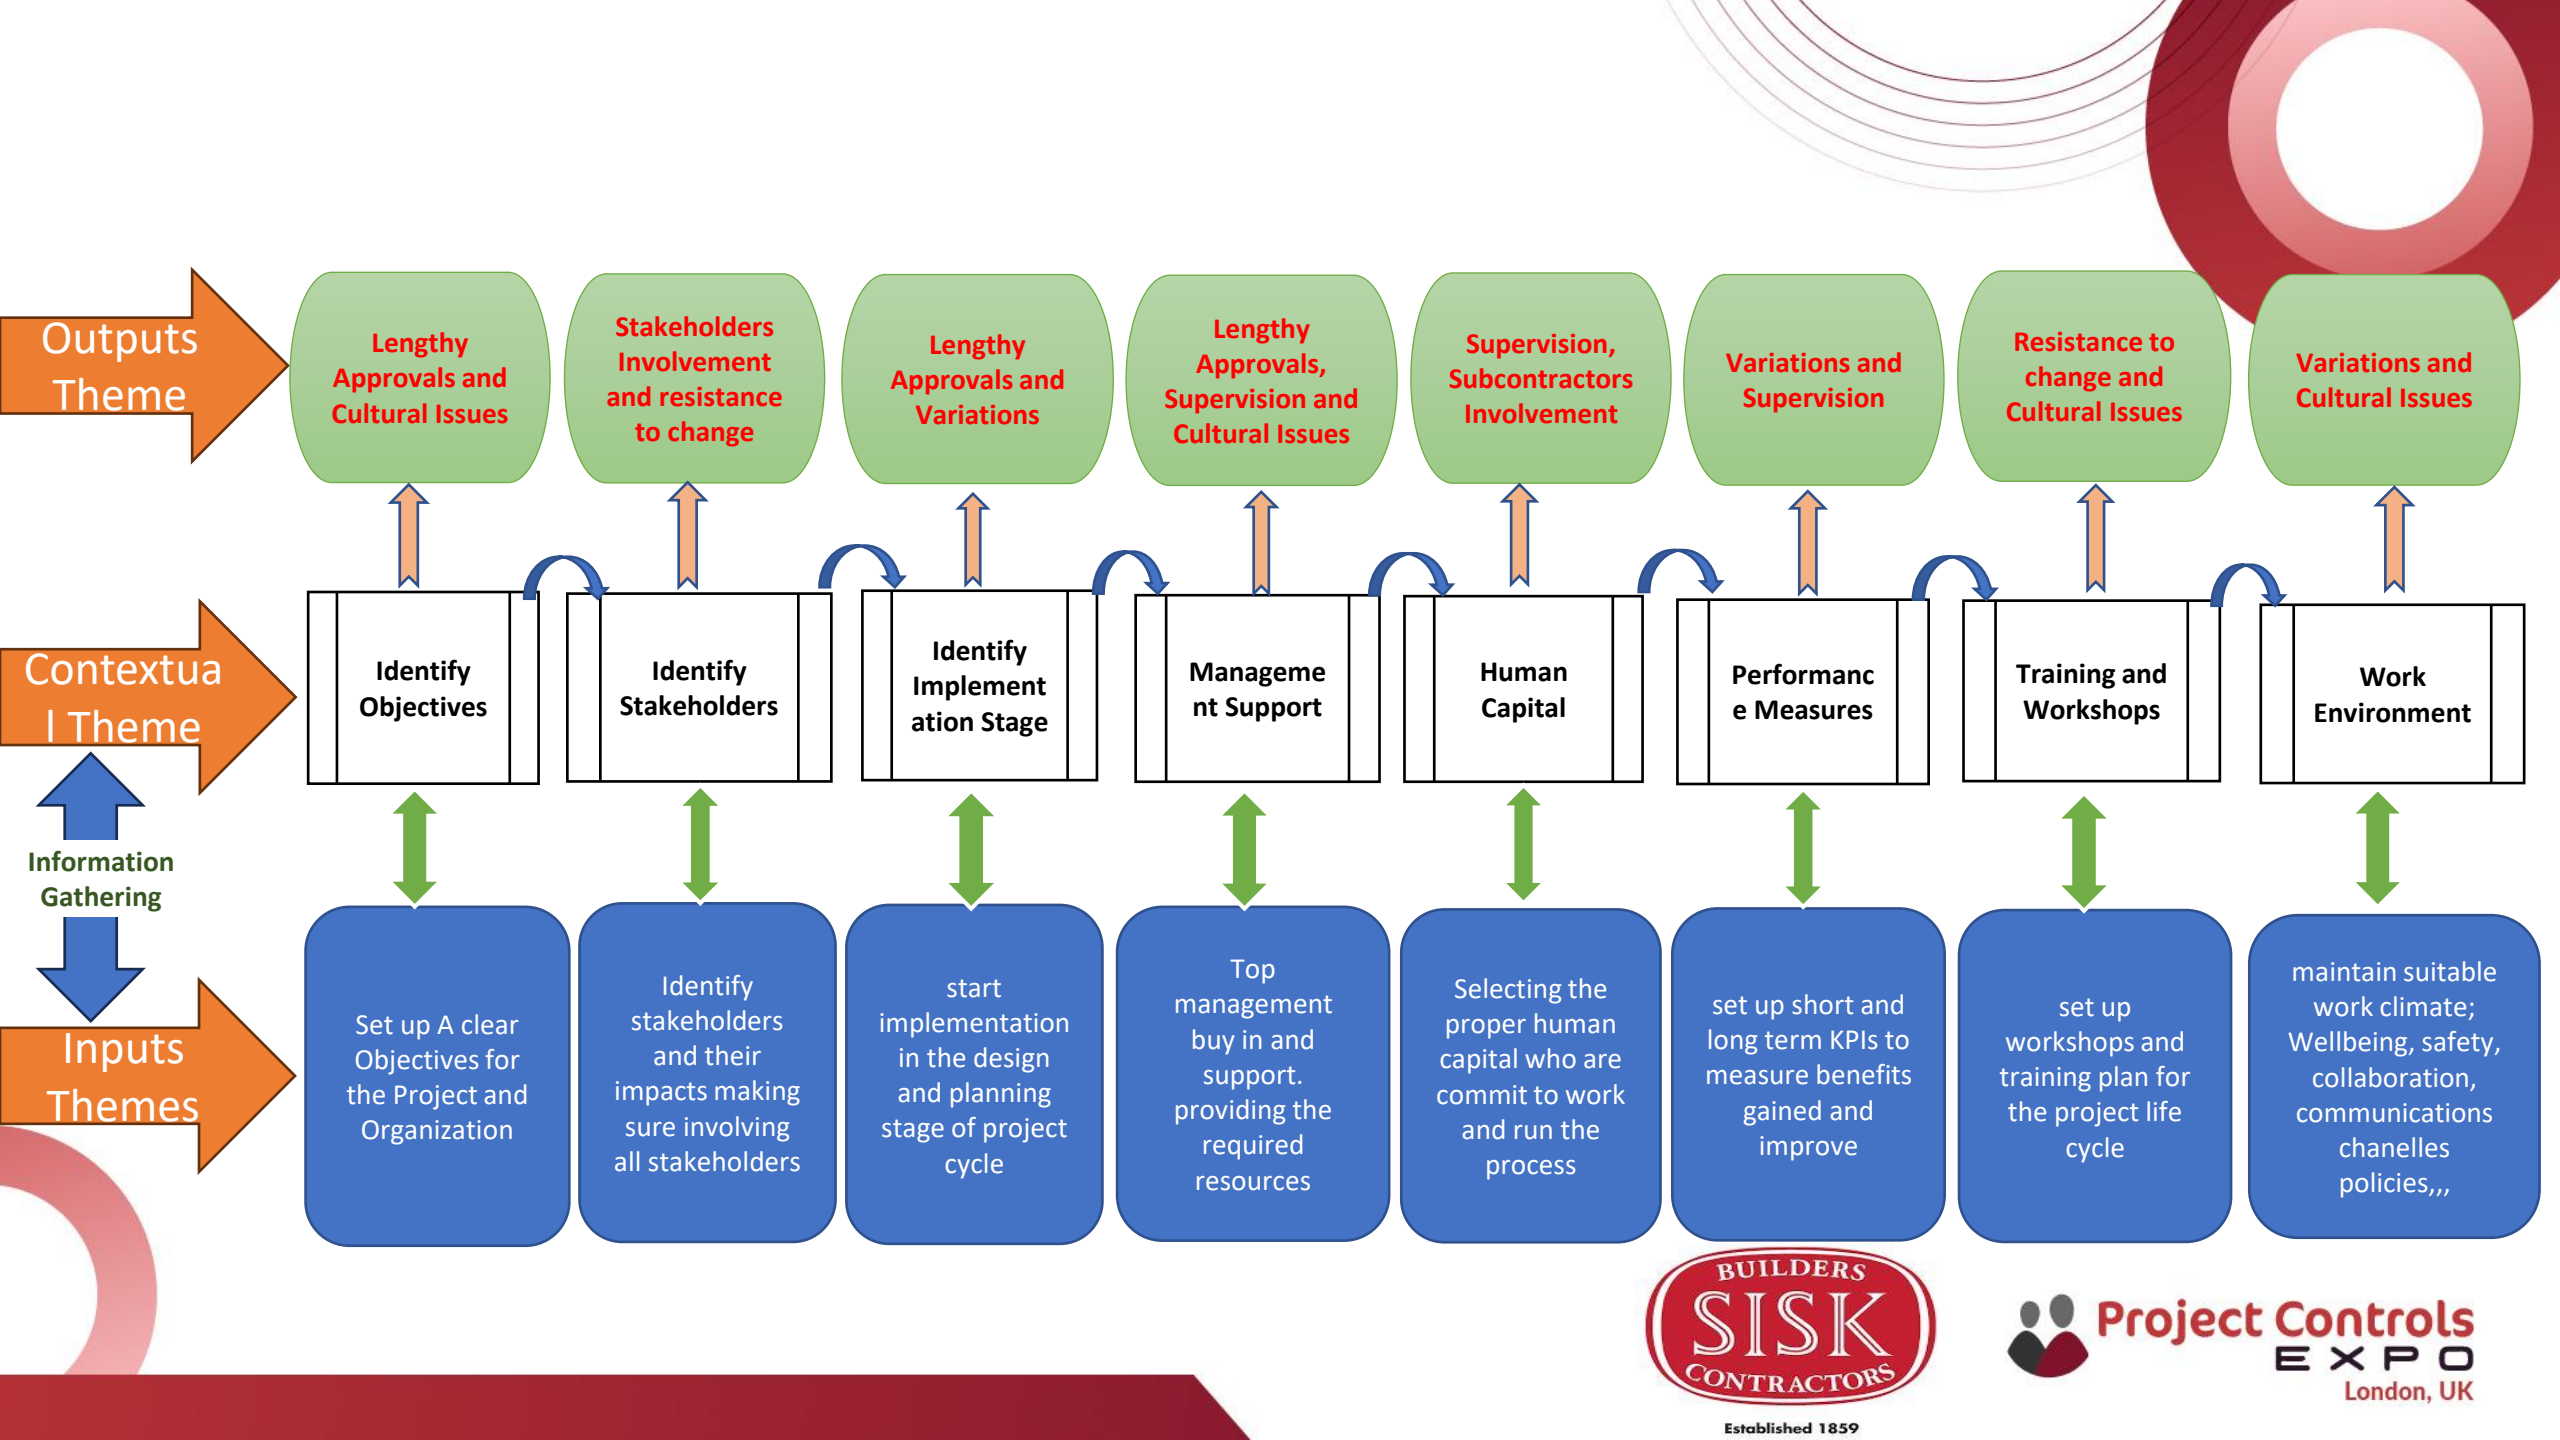 Outputs
Theme
Lengthy
Approvals and
Cultural Issues
Stakeholders
Involvement
and resistance
to change
Lengthy
Approvals and
Variations
Lengthy
Approvals,
Supervision and
Cultural Issues
Supervision,
Subcontractors
Involvement
Variations and
Supervision
Resistance to
change and
Cultural Issues
Variations and
Cultural Issues
Contextua
l Theme
Identify
Objectives
Identify
Stakeholders
Identify
Implement
ation Stage
Manageme
nt Support
Human
Capital
Performanc
e Measures
Training and
Workshops
Work
Environment
Information
Gathering
Inputs
Themes
Set up A clear
Objectives for
the Project and
Organization
Identify
stakeholders
and their
impacts making
sure involving
all stakeholders
start
implementation
in the design
and planning
stage of project
cycle
Top
management
buy in and
support.
providing the
required
resources
Selecting the
proper human
capital who are
commit to work
and run the
process
set up short and
long term KPIs to
measure benefits
gained and
improve
set up
workshops and
training plan for
the project life
cycle
maintain suitable
work climate;
Wellbeing, safety,
collaboration,
communications
chanelles
policies,,,
BUILDERS
SISK
CONTRACTORS
Established 1859
Project Controls
EXPO
London, UK